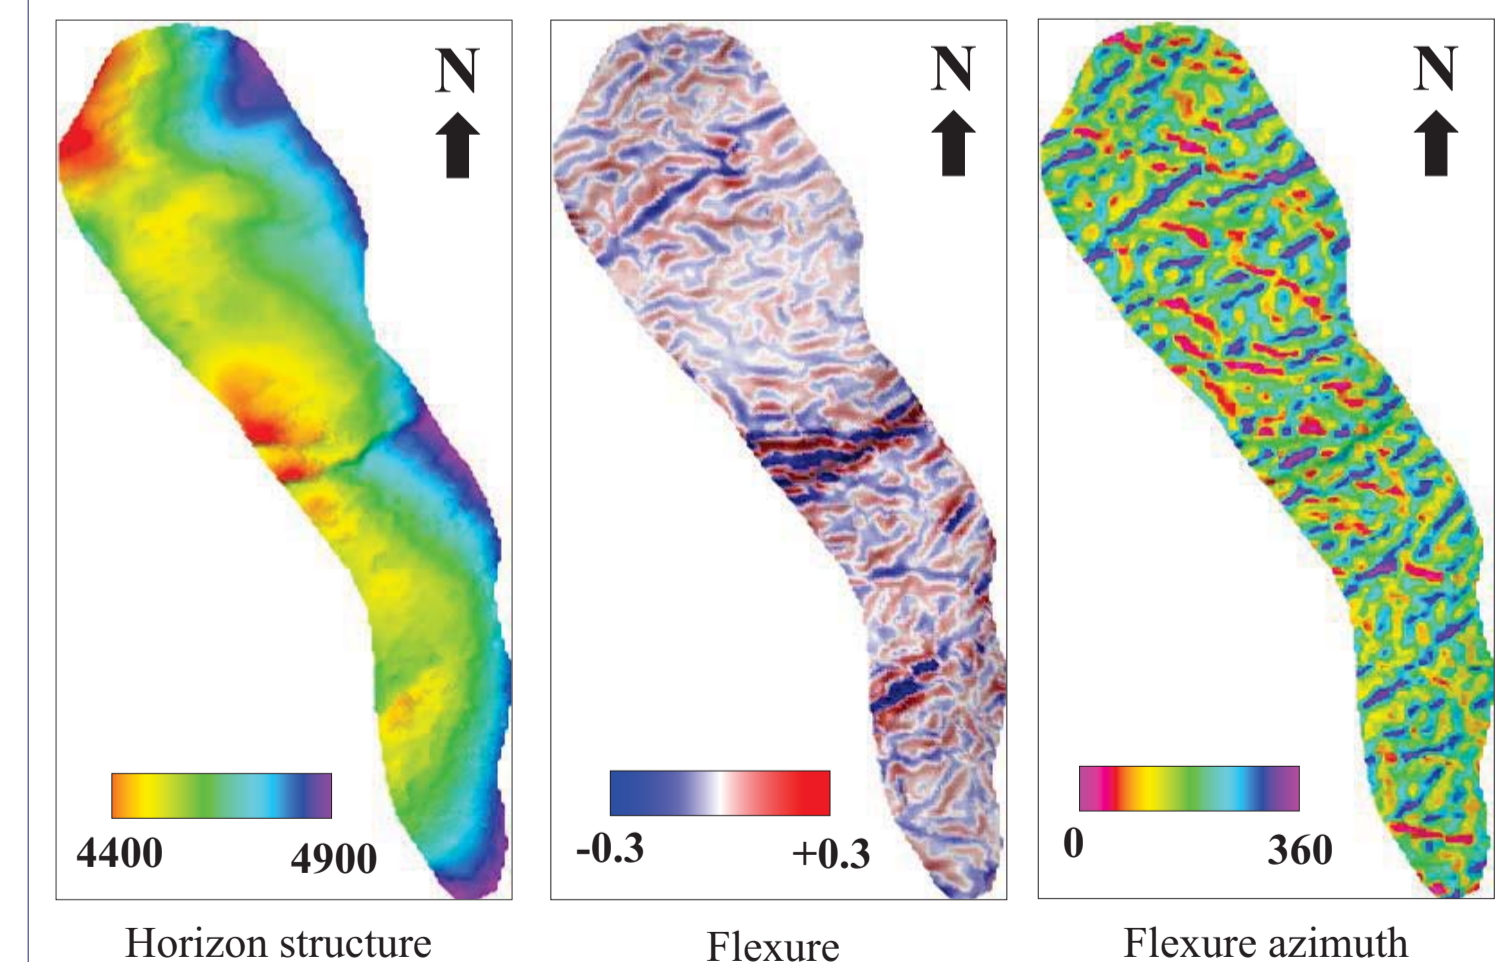 N
N
N
4400
4900
-0.3
+0.3
0
360
Horizon structure
Flexure
Flexure azimuth